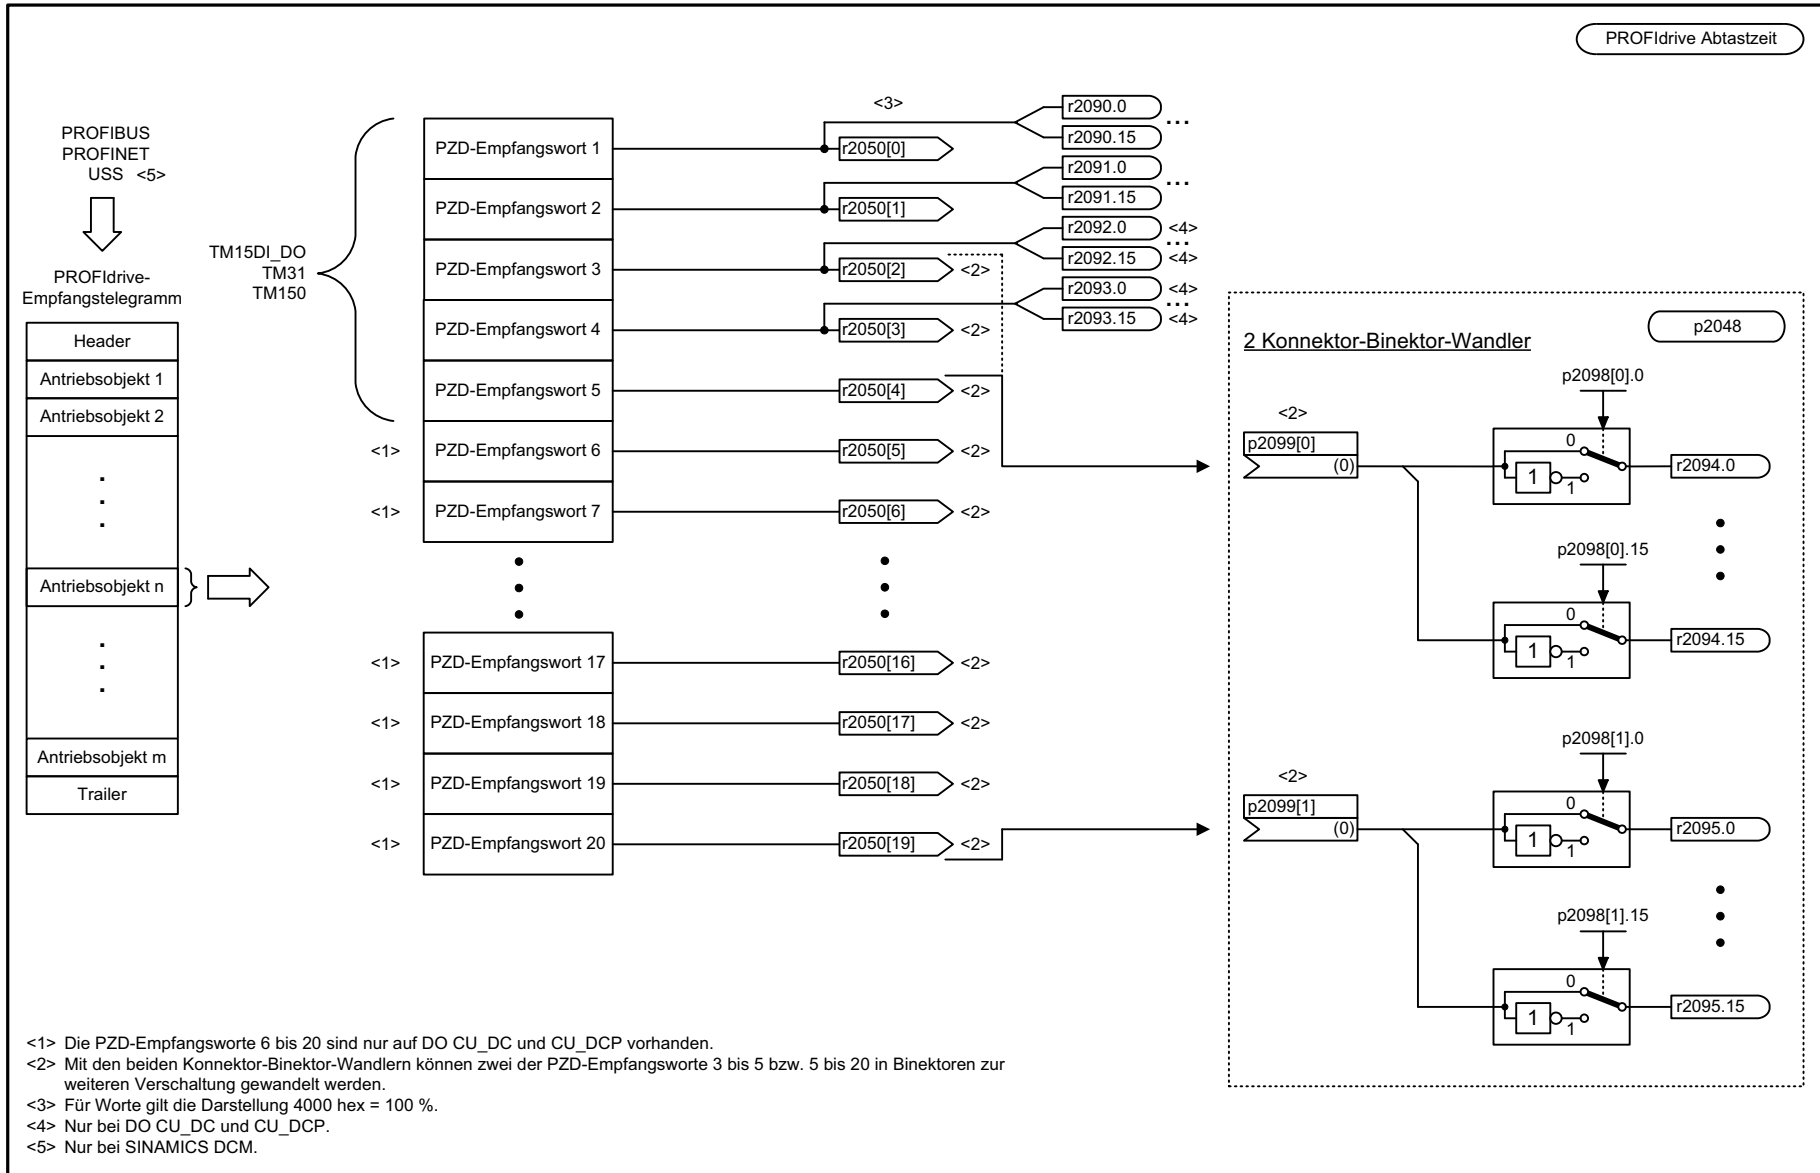 PROFIdrive Abtastzeit
PROFIBUS
PROFINET
USS <5>
PROFIdrive-
Empfangstelegramm
Header
Antriebsobjekt 1
Antriebsobjekt 2
Antriebsobjekt n
Antriebsobjekt m
Trailer
TM15DI_DO
TM31
TM150
<3>
PZD-Empfangswort 1
r2050[0]
r2090.0
...
r2090.15
PZD-Empfangswort 2
r2050[1]
r2091.0
...
r2091.15
PZD-Empfangswort 3
r2050[2] <2>
r2092.0 <4>
...
r2092.15 <4>
PZD-Empfangswort 4
r2050[3] <2>
r2093.0 <4>
...
r2093.15 <4>
PZD-Empfangswort 5
r2050[4] <2>
<1> PZD-Empfangswort 6
r2050[5] <2>
<1> PZD-Empfangswort 7
r2050[6] <2>
<1> PZD-Empfangswort 17
r2050[16] <2>
<1> PZD-Empfangswort 18
r2050[17] <2>
<1> PZD-Empfangswort 19
r2050[18] <2>
<1> PZD-Empfangswort 20
r2050[19] <2>
2 Konnektor-Binektor-Wandler
p2048
p2098[0].0
<2>
p2099[0]
(0)
0
1
1
r2094.0
p2098[0].15
0
1
1
r2094.15
p2098[1].0
<2>
p2099[1]
(0)
0
1
1
r2095.0
p2098[1].15
0
1
1
r2095.15
<1> Die PZD-Empfangsworte 6 bis 20 sind nur auf DO CU_DC und CU_DCP vorhanden.
<2> Mit den beiden Konnektor-Binektor-Wandlern können zwei der PZD-Empfangsworte 3 bis 5 bzw. 5 bis 20 in Binektoren zur
weiteren Verschaltung gewandelt werden.
<3> Für Worte gilt die Darstellung 4000 hex = 100 %.
<4> Nur bei DO CU_DC und CU_DCP.
<5> Nur bei SINAMICS DCM.